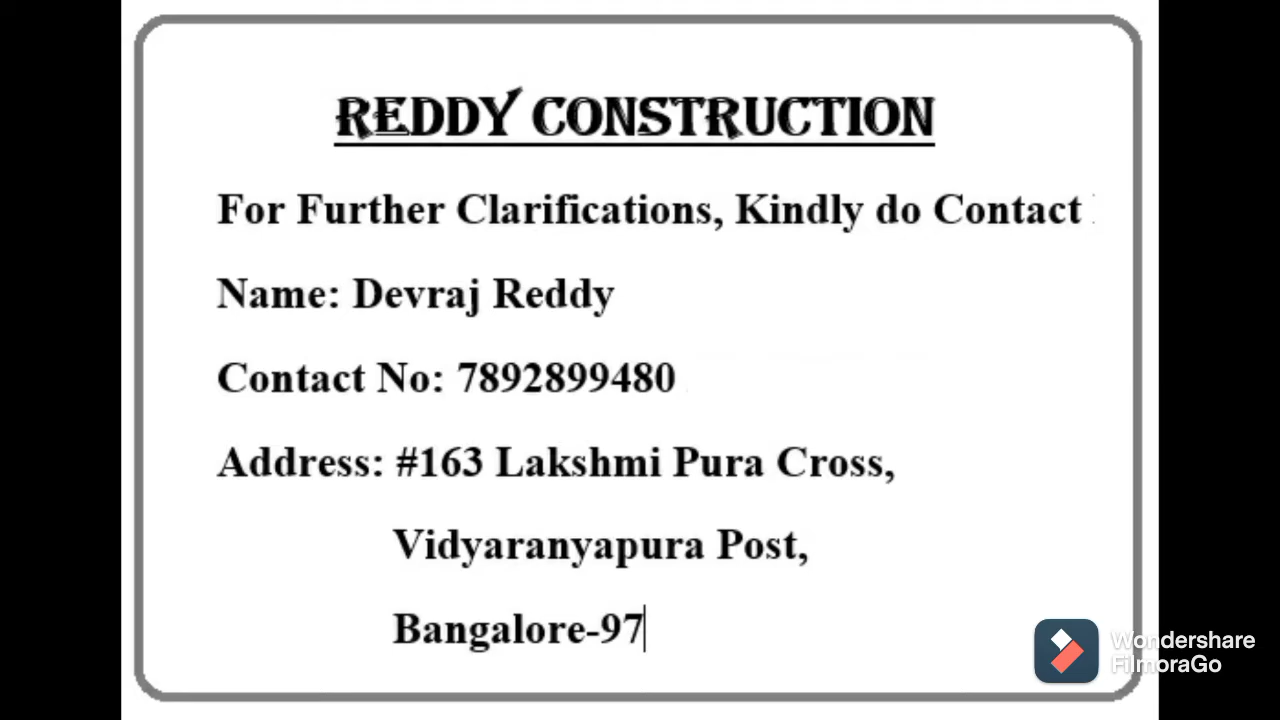 REDDY CONSTRUCTION
For Further Clarifications, Kindly do Contact
Name: Devraj Reddy
Contact No: 7892899480
Address: #163 Lakshmi Pura Cross,
Vidyaranyapura Post,
Bangalore-97
Wondershare
FilmoraGo